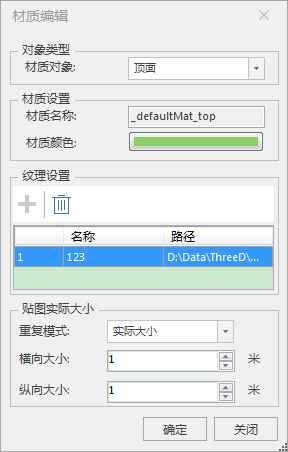 材质编辑
对象类型
材质对象: 顶面
材质设置
材质名称: _defaultMat_top
材质颜色:
纹理设置
名称 路径
1 123 D:\Data\ThreeD\...
贴图实际大小
重复模式: 实际大小
横向大小: 1 米
纵向大小: 1 米
确定 关闭